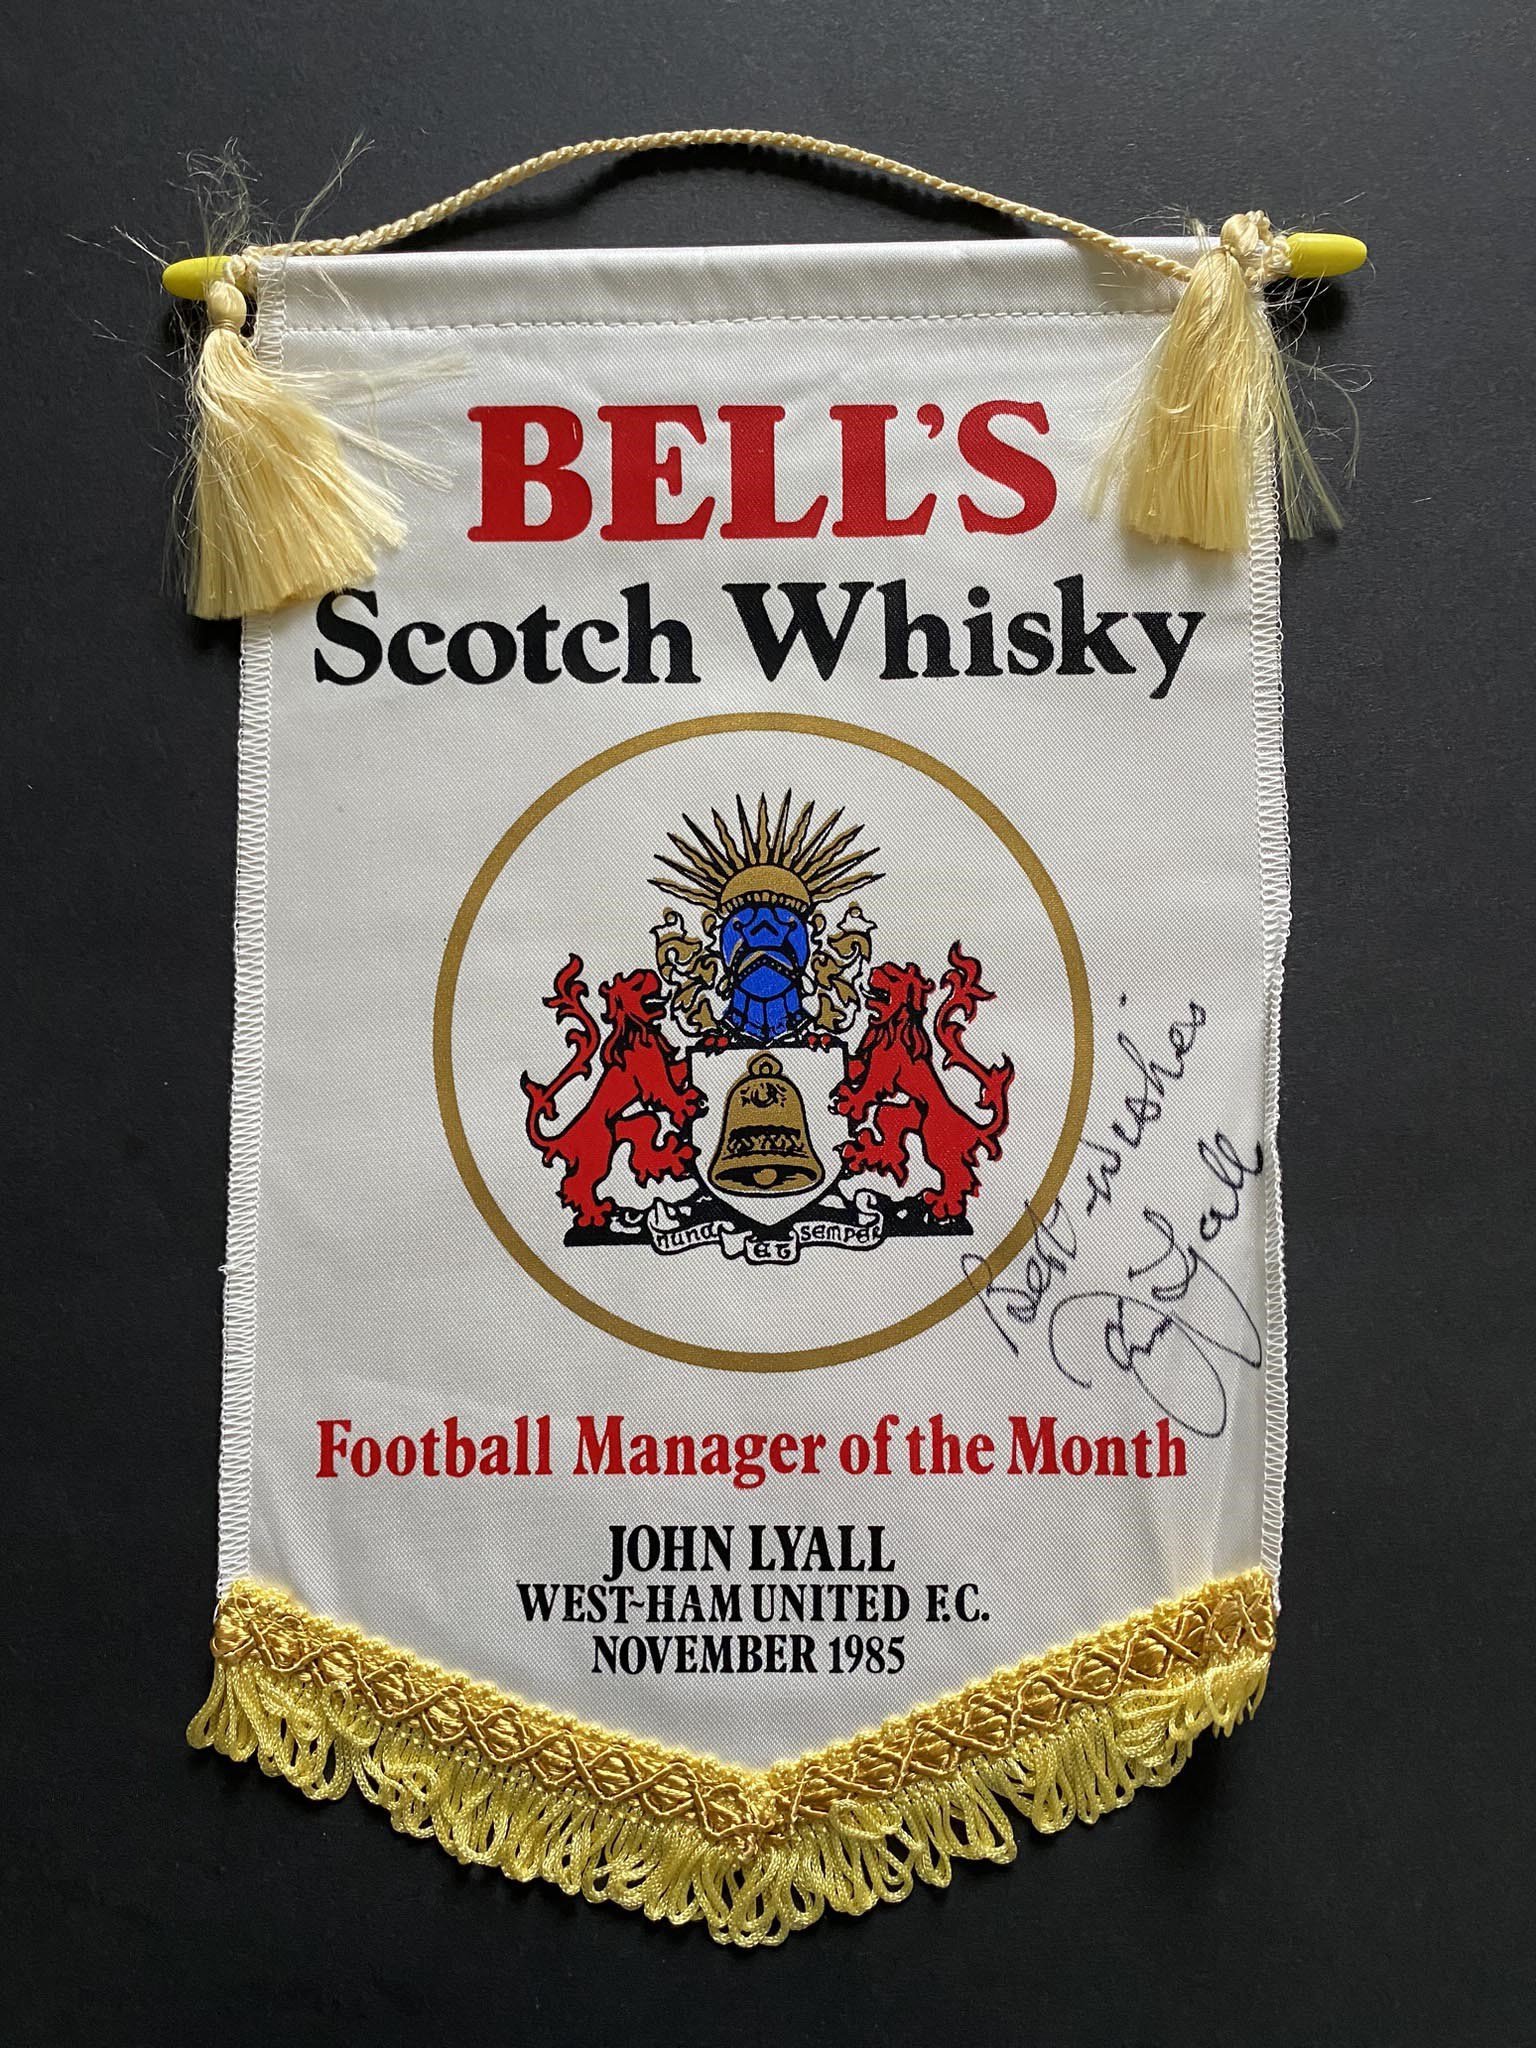 BELL'S
Scotch Whisky
NUNC
ET
SEMPER
Best wishes
John Lyall
Football Manager of the Month
JOHN LYALL
WEST-HAM UNITED F.C.
NOVEMBER 1985